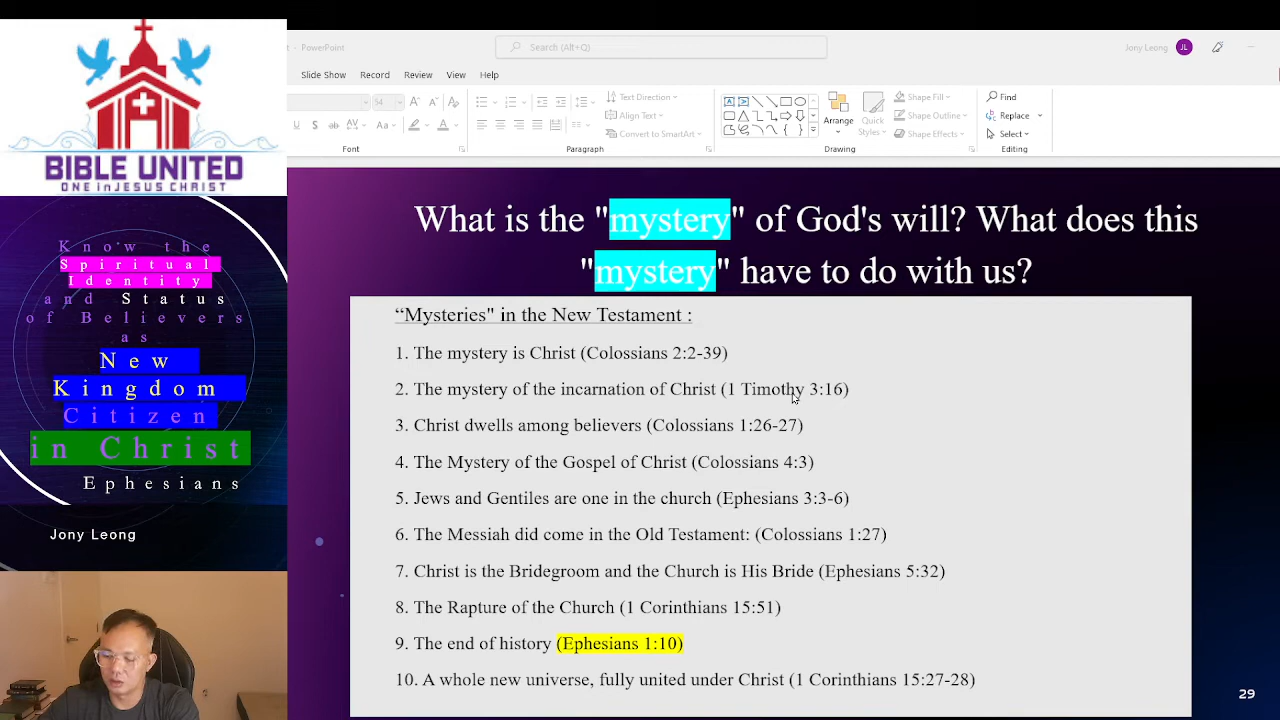 BIBLE UNITED
ONE in JESUS CHRIST
Know the
Spiritual
Identity
and Status
of Believers
as
New
Kingdom
Citizen
in Christ
Ephesians
Jony Leong
PowerPoint
Search (Alt+Q)
Jony Leong JL
Slide Show Record Review View Help
Text Direction
Align Text
Convert to SmartArt
Arrange
Quick
Styles
Shape Fill
Shape Outline
Shape Effects
Find
Replace
Select
Font
Paragraph
Drawing
Editing
What is the "mystery" of God's will? What does this
"mystery" have to do with us?
“Mysteries" in the New Testament :
1. The mystery is Christ (Colossians 2:2-39)
2. The mystery of the incarnation of Christ (1 Timothy 3:16)
3. Christ dwells among believers (Colossians 1:26-27)
4. The Mystery of the Gospel of Christ (Colossians 4:3)
5. Jews and Gentiles are one in the church (Ephesians 3:3-6)
6. The Messiah did come in the Old Testament: (Colossians 1:27)
7. Christ is the Bridegroom and the Church is His Bride (Ephesians 5:32)
8. The Rapture of the Church (1 Corinthians 15:51)
9. The end of history (Ephesians 1:10)
10. A whole new universe, fully united under Christ (1 Corinthians 15:27-28)
29